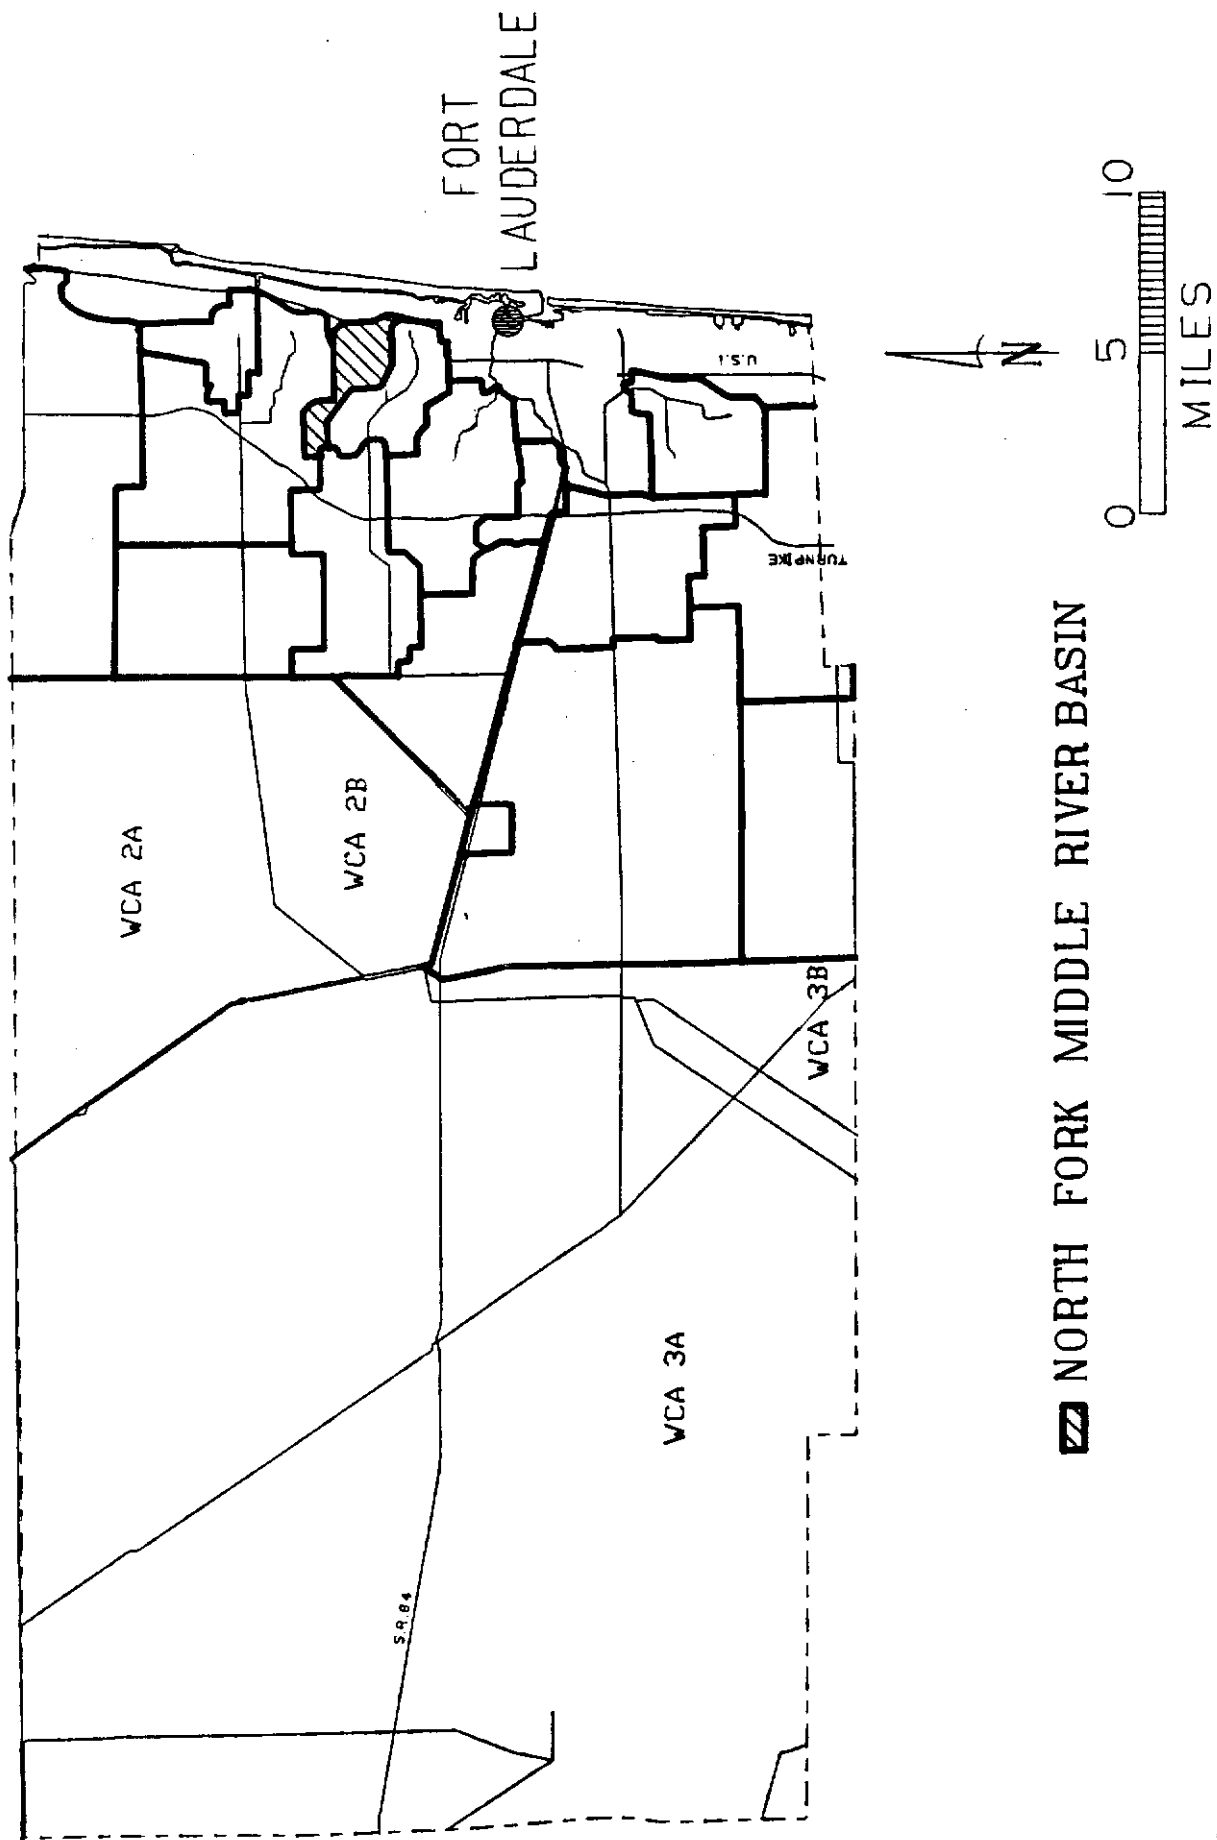 FORT
LAUDERDALE
WCA 2A
WCA 2B
WCA 3B
WCA 3A
S.R.84
U.S.1
TURNPIKE
N
0 5 10
MILES
NORTH FORK MIDDLE RIVER BASIN